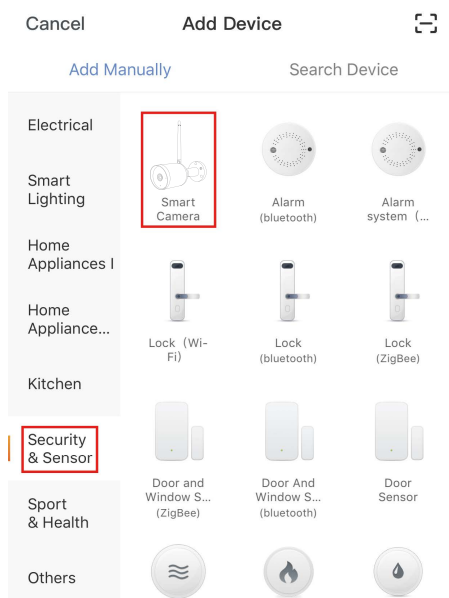 Cancel
Add Device
Add Manually
Search Device
Electrical
Smart
Lighting
Home
Appliances I
Home
Appliance...
Kitchen
Security
& Sensor
Sport
& Health
Others
Smart
Camera
Alarm
(bluetooth)
Alarm
system (...
Lock (Wi-
Fi)
Lock
(bluetooth)
Lock
(ZigBee)
Door and
Window S...
(ZigBee)
Door And
Window S...
(bluetooth)
Door
Sensor